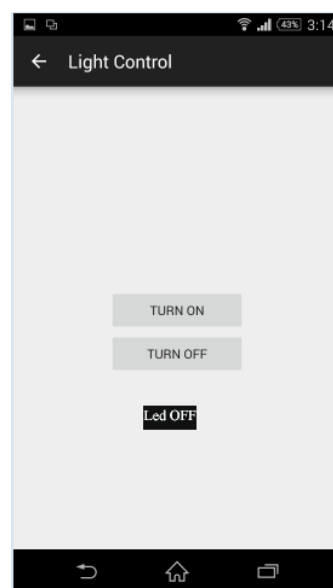 43% 3:14
Light Control
TURN ON
TURN OFF
Led OFF